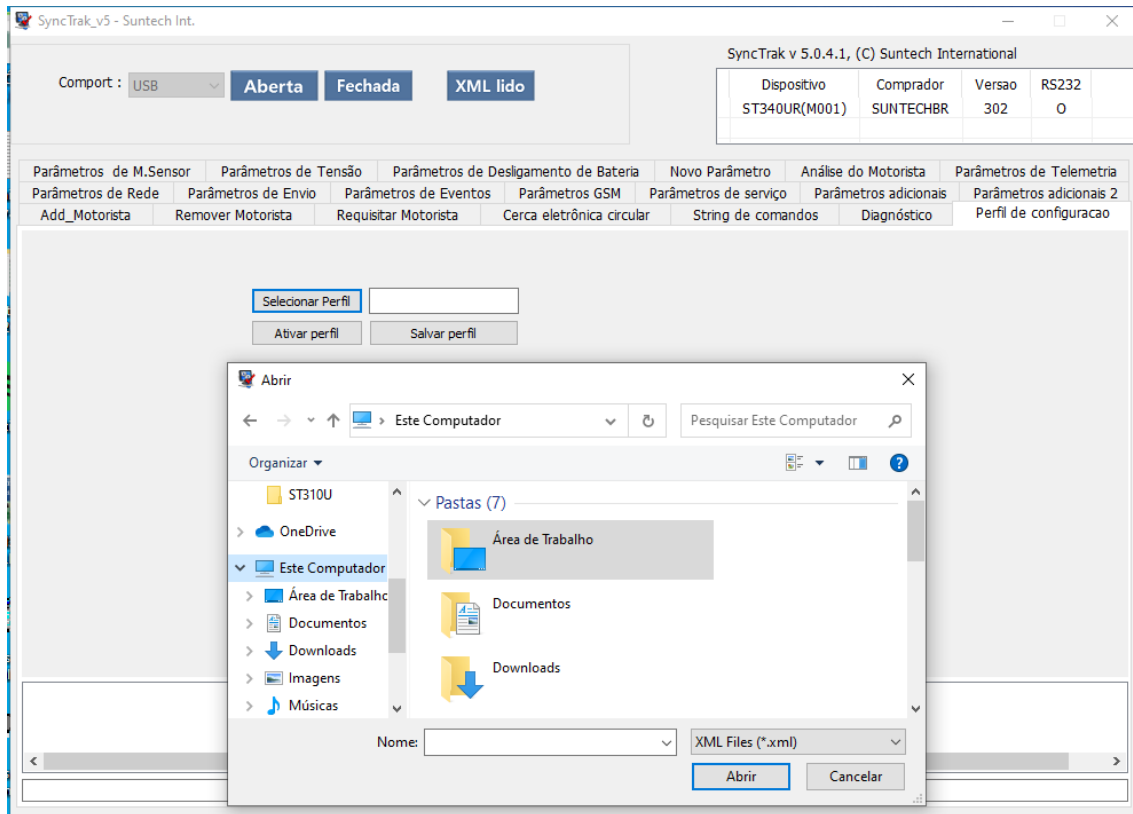 SyncTrak_v5 - Suntech Int.
SyncTrak v 5.0.4.1, (C) Suntech International
Comport : USB Aberta Fechada XML lido
Dispositivo Comprador Versao RS232
ST340UR(M001) SUNTECHBR 302 O
Parâmetros de M.Sensor Parâmetros de Tensão Parâmetros de Desligamento de Bateria Novo Parâmetro Análise do Motorista Parâmetros de Telemetria
Parâmetros de Rede Parâmetros de Envio Parâmetros de Eventos Parâmetros GSM Parâmetros de serviço Parâmetros adicionais Parâmetros adicionais 2
Add_Motorista Remover Motorista Requisitar Motorista Cerca eletrônica circular String de comandos Diagnóstico Perfil de configuracao
Selecionar Perfil
Ativar perfil Salvar perfil
Abrir
Este Computador Pesquisar Este Computador
Organizar
ST310U
OneDrive
Este Computador
Área de Trabalho
Documentos
Downloads
Imagens
Músicas
Pastas (7)
Área de Trabalho
Documentos
Downloads
Nome: XML Files (*.xml)
Abrir Cancelar